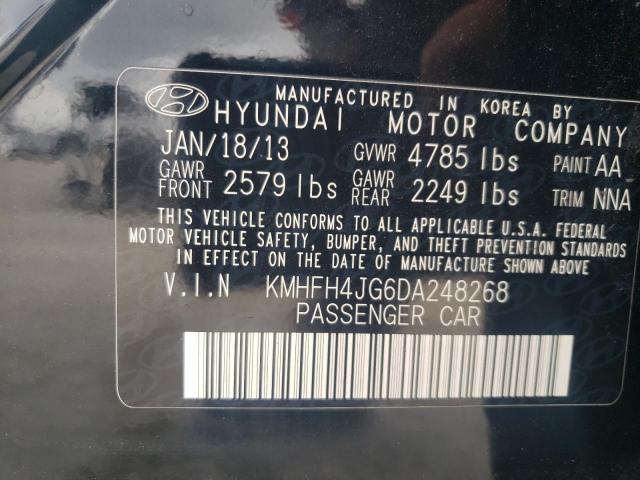 MANUFACTURED IN KOREA BY
HYUNDAI MOTOR COMPANY
JAN/18/13 GVWR 4785 lbs PAINT AA
GAWR FRONT 2579 lbs GAWR REAR 2249 lbs TRIM NNA
THIS VEHICLE CONFORMS TO ALL APPLICABLE U.S.A. FEDERAL
MOTOR VEHICLE SAFETY, BUMPER, AND THEFT PREVENTION STANDARDS
IN EFFECT ON THE DATE OF MANUFACTURE SHOWN ABOVE
V.I.N KMHFH4JG6DA248268
PASSENGER CAR